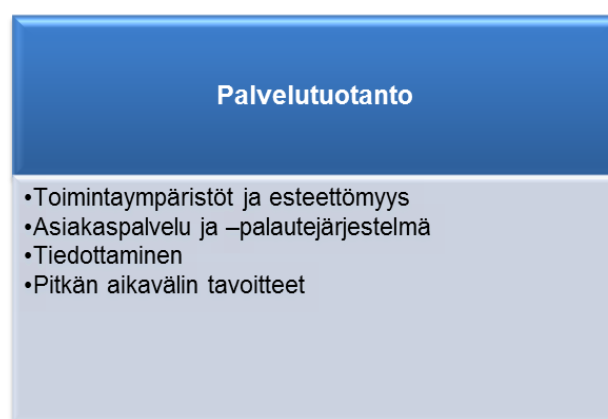 Palvelutuotanto
•Toimintaympäristöt ja esteettömyys
•Asiakaspalvelu ja –palautejärjestelmä
•Tiedottaminen
•Pitkän aikavälin tavoitteet